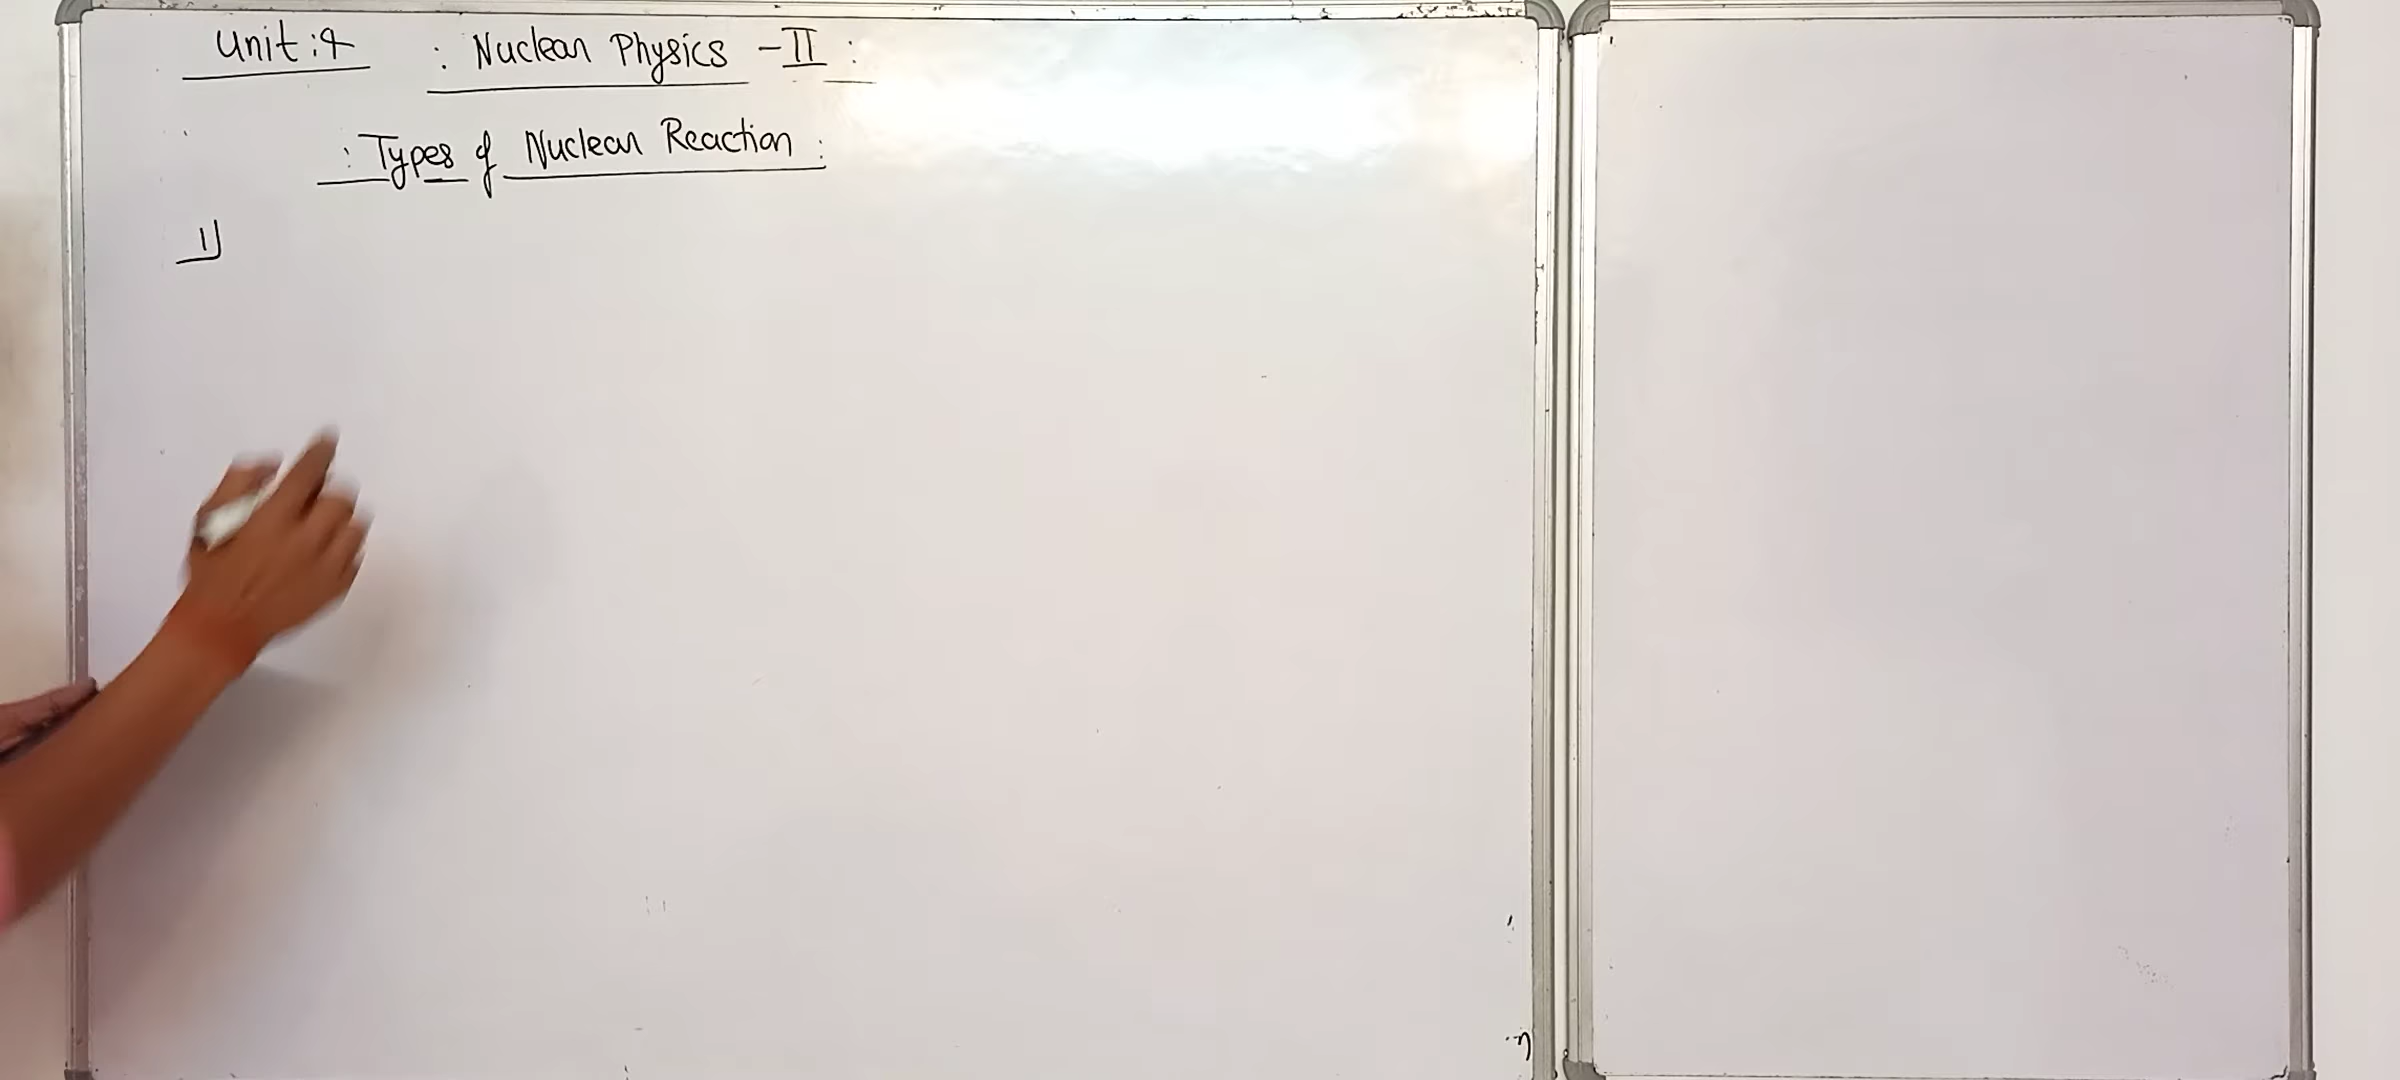 Unit:4 : Nuclear Physics - II :
: Types of Nuclear Reaction :
1)